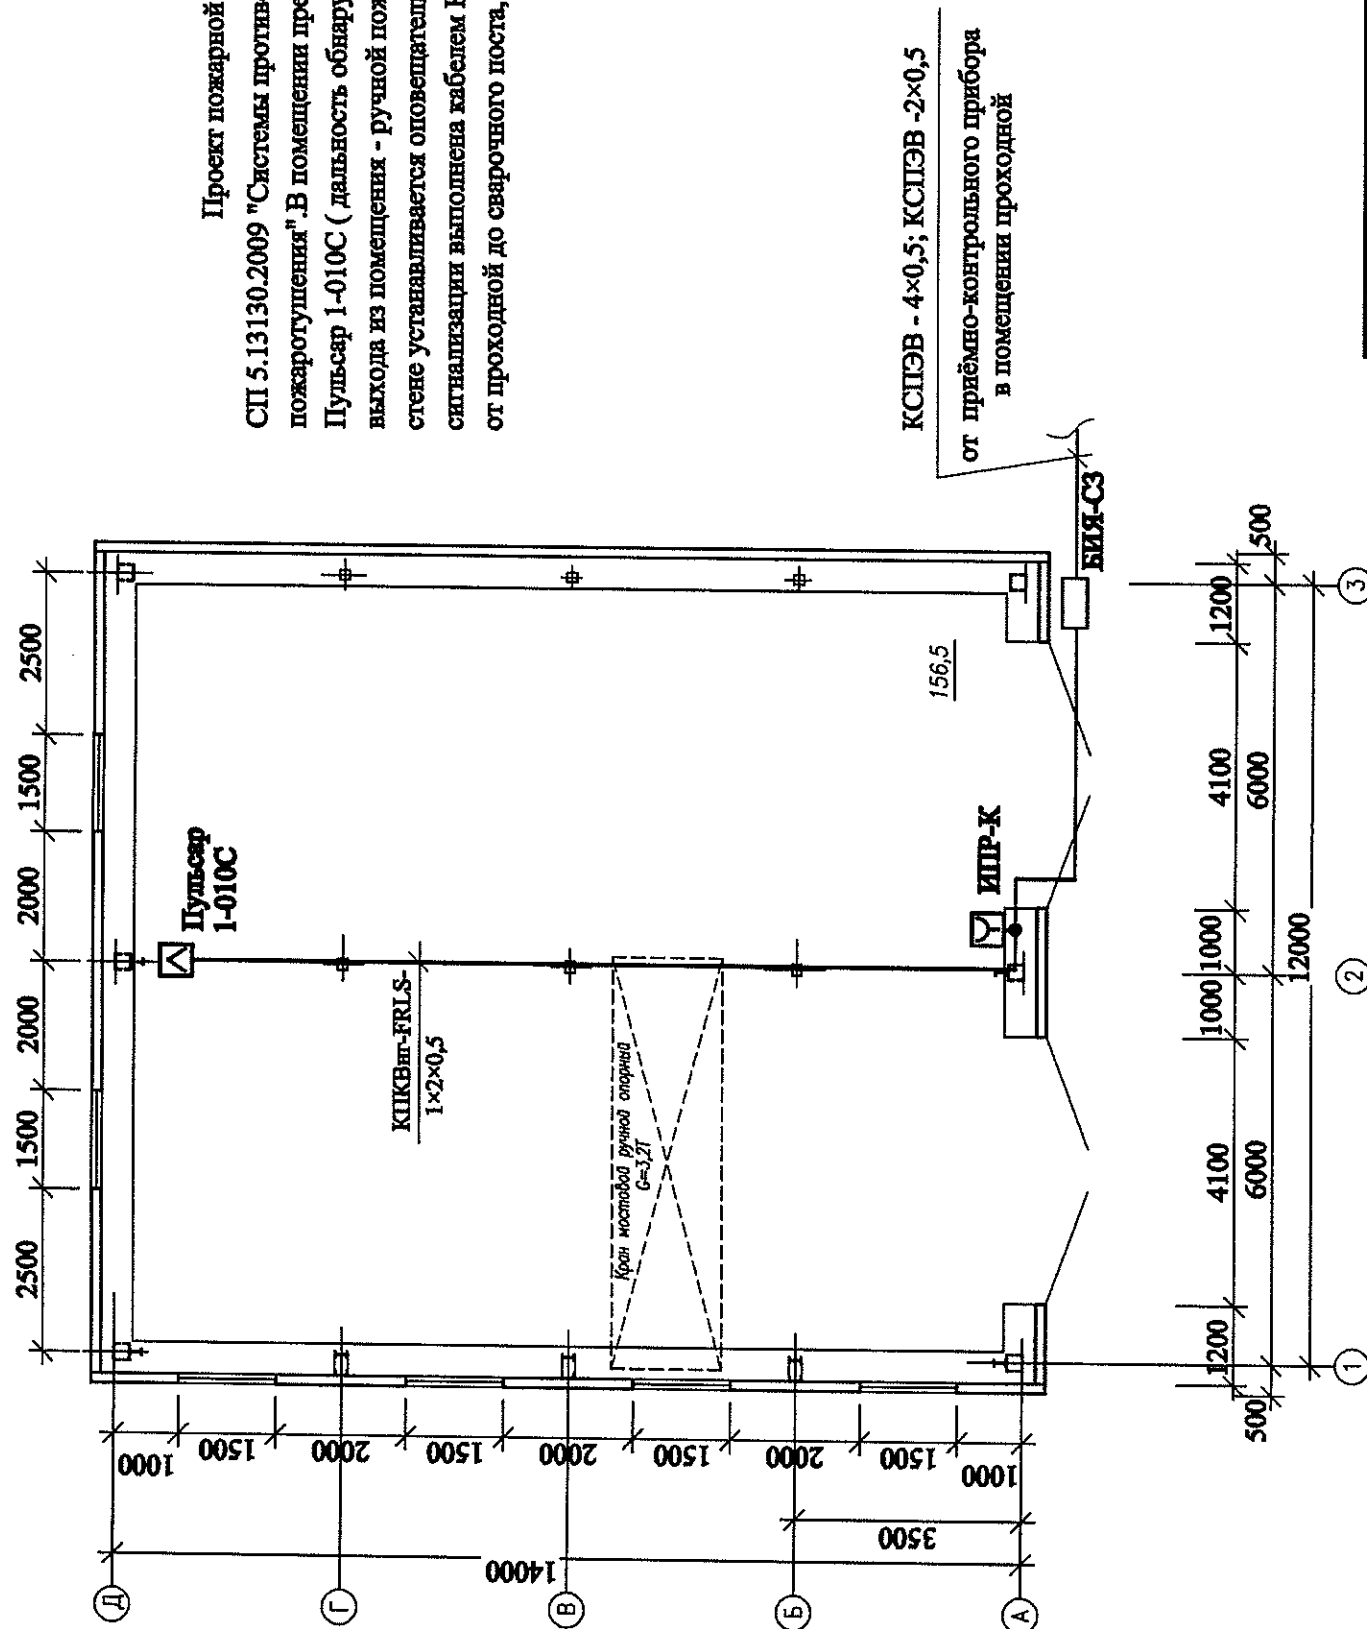 Проект пожарной
СП 5.13130.2009 "Системы противо
пожаротушения".В помещении пре
Пульсар 1-010С ( дальность обнару
выхода из помещения - ручной пож
стене устанавливается оповещател
сигнализации выполнена кабелем
от проходной до сварочного поста,
КСПЭВ - 4×0,5; КСПЭВ -2×0,5
от приёмно-контрольного прибора
в помещении проходной
2500
1500
2000
2000
1500
2500
Пульсар
1-010С
КПКВнг-FRLS-
1×2×0,5
Кран мостовой ручной опорный
G=3,2Т
156,5
ИПР-К
БИЯ-С3
500
1200
4100
1000
1000
4100
1200
500
6000
6000
12000
1
2
3
1000
1500
2000
1500
2000
1500
2000
1500
1000
3500
14000
Д
Г
В
Б
А